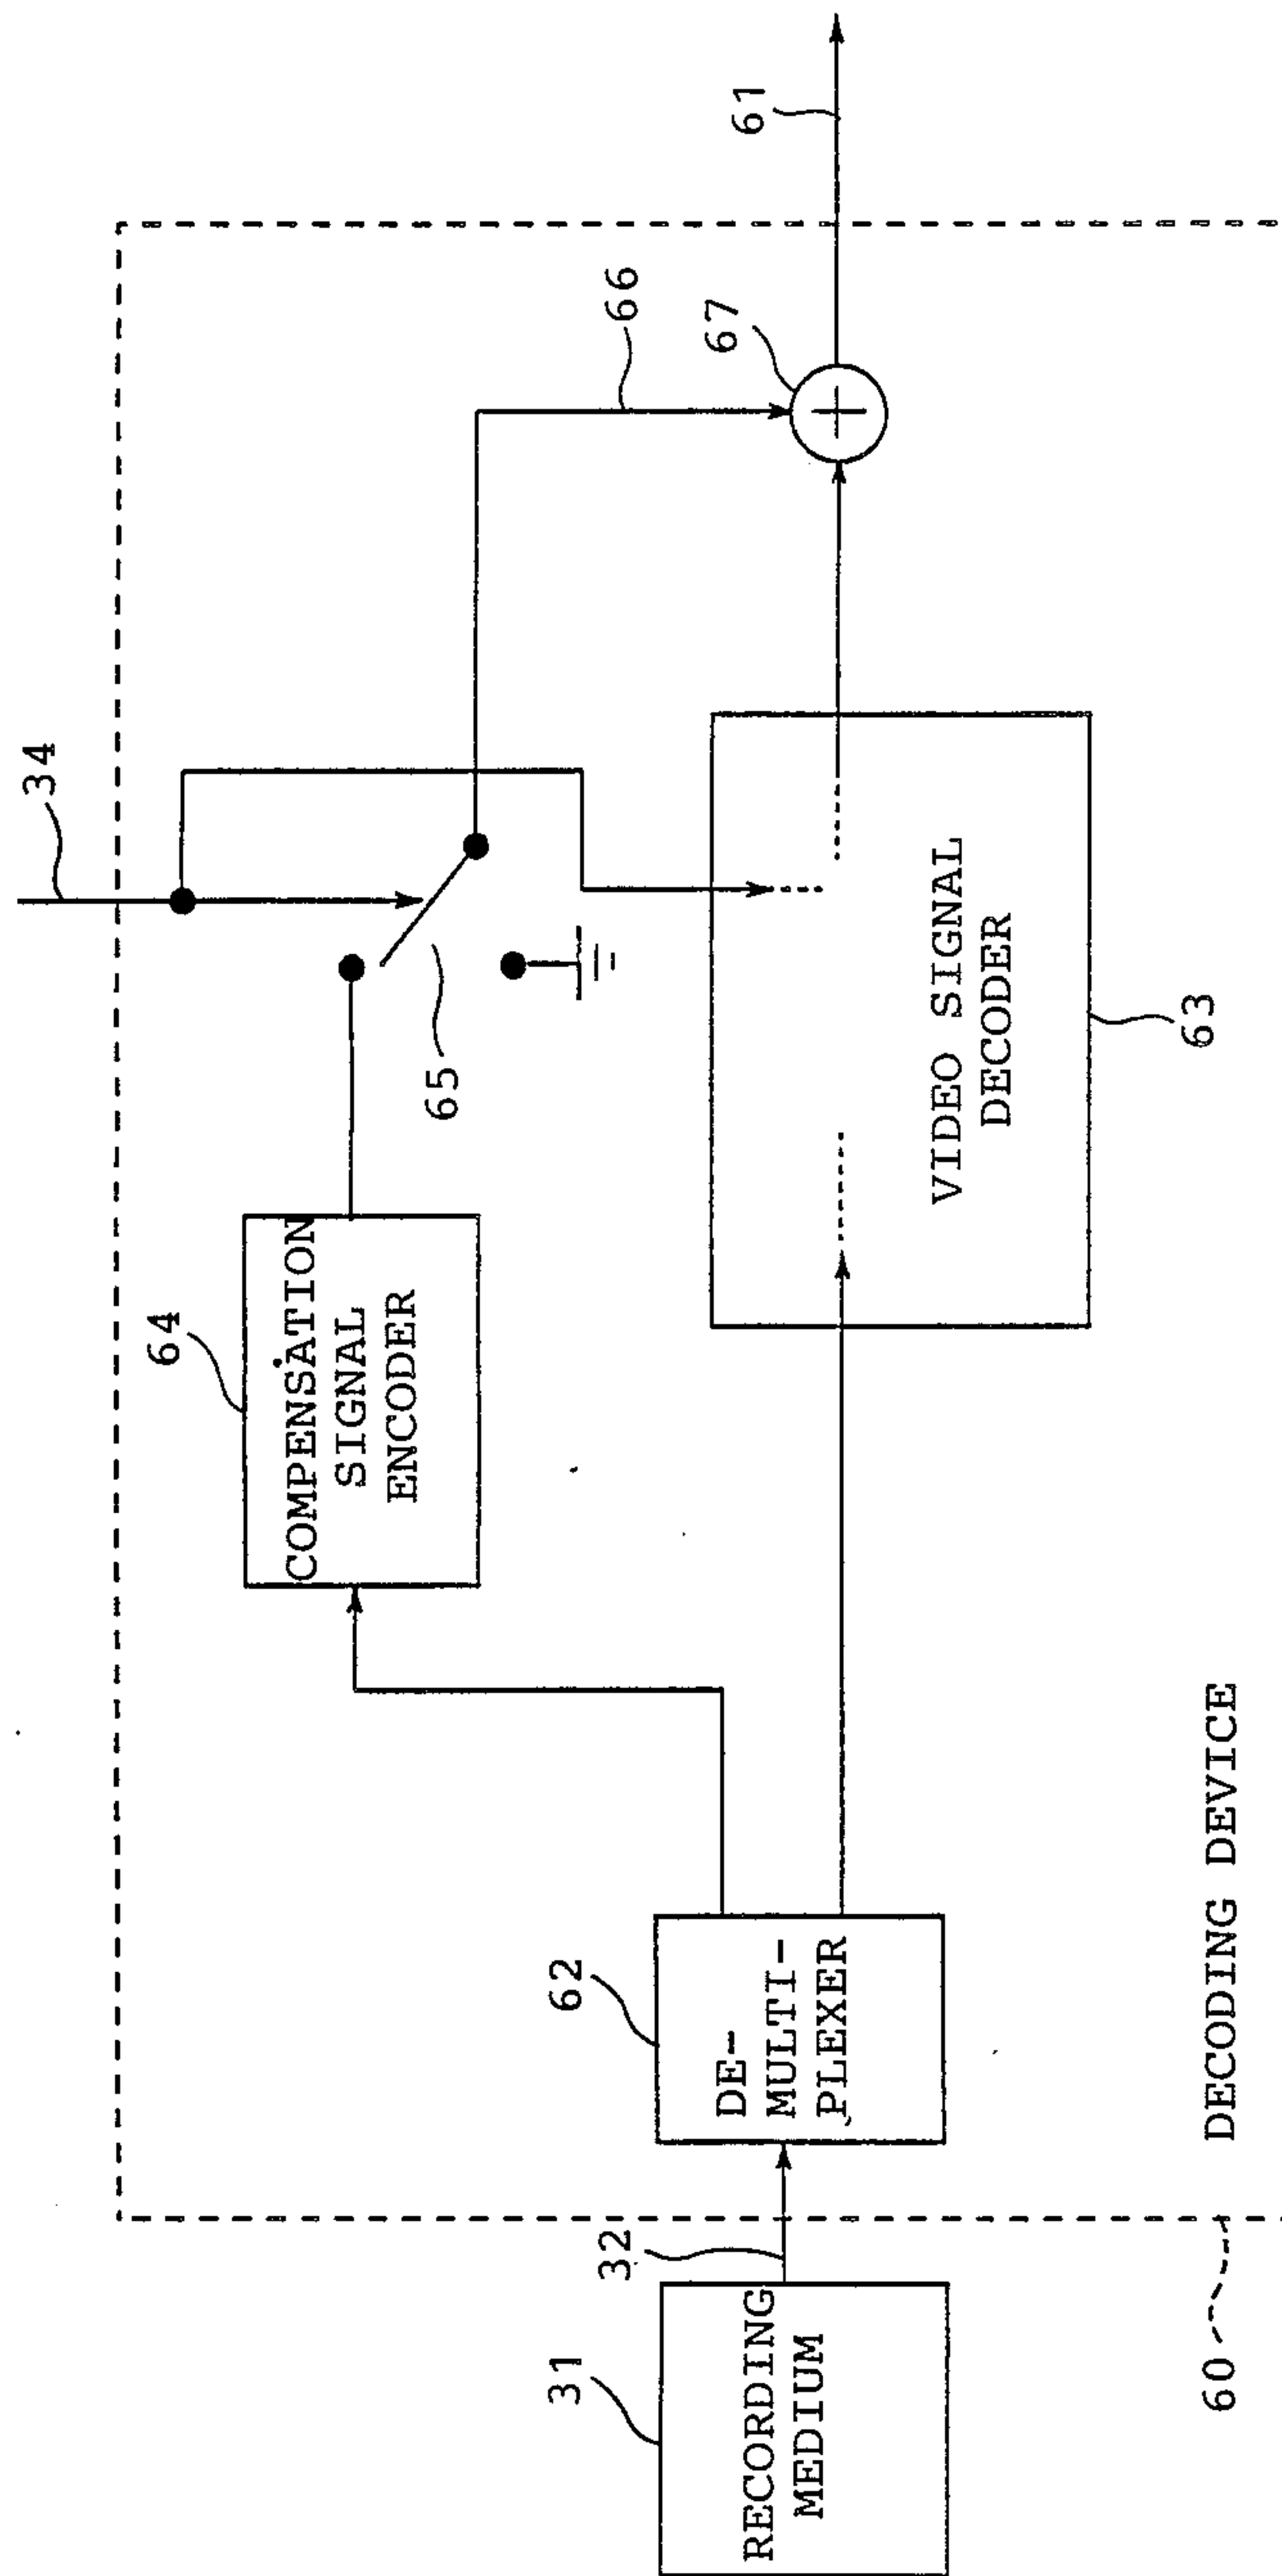 34
61
66
67
65
64
COMPENSATION
SIGNAL
ENCODER
VIDEO SIGNAL
DECODER
63
62
DE-
MULTI-
PLEXER
32
31
RECORDING
MEDIUM
60
DECODING DEVICE